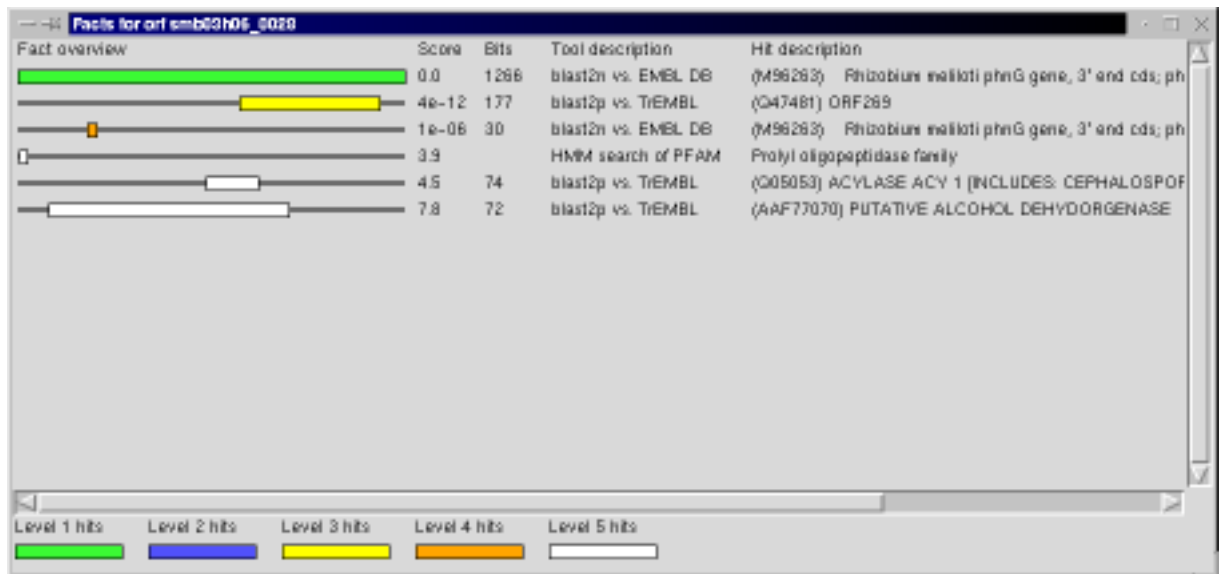 Facts for orf smb03h06_0028
Fact overview Score Bits Tool description Hit description
0.0 1266 blast2n vs. EMBL DB (M96263) Rhizobium meliloti phnG gene, 3' end cds; ph
4e-12 177 blast2p vs. TrEMBL (Q47481) ORF269
1e-06 30 blast2n vs. EMBL DB (M96263) Rhizobium meliloti phnG gene, 3' end cds; ph
3.9 HMM search of PFAM Prolyl oligopeptidase family
4.5 74 blast2p vs. TrEMBL (Q05053) ACYLASE ACY 1 [INCLUDES: CEPHALOSPOR
7.8 72 blast2p vs. TrEMBL (AAF77070) PUTATIVE ALCOHOL DEHYDORGENASE
Level 1 hits Level 2 hits Level 3 hits Level 4 hits Level 5 hits